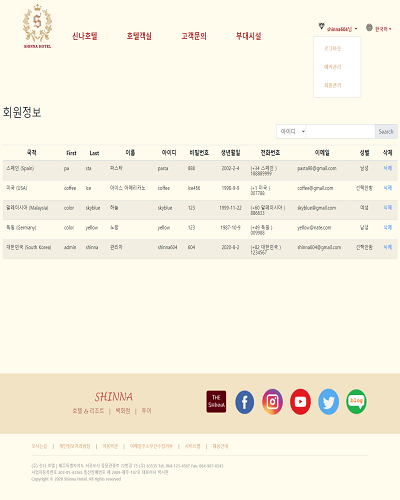 SHINNA HOTEL
신나호텔 호텔객실 고객문의 부대시설
shinna604님 한국어
로그아웃
예약관리
회원관리
회원정보
아이디 Search
국적 First Last 이름 아이디 비밀번호 생년월일 전화번호 이메일 성별 삭제
스페인 (Spain) pa sta 파스타 pasta 888 2002-2-4 (+34 스페인 ) 188889999 pasta98@gmail.com 남성 삭제
미국 (USA) coffee ice 아이스 아메리카노 coffee ice456 1998-9-9 (+1 미국 ) 007788 coffee@gmail.com 선택안함 삭제
말레이시아 (Malaysia) color skyblue 하늘 skyblue 123 1999-11-22 (+60 말레이시아 ) 886633 skyblue@gmail.com 여성 삭제
독일 (Germany) color yellow 노랑 yellow 123 1987-10-9 (+49 독일 ) 009988 yellow@nate.com 남성 삭제
대한민국 (South Korea) admin shinna 관리자 shinna604 604 2020-8-2 (+82 대한민국 ) 1234567 shinna604@gmail.com 선택안함 삭제
SHINNA
호텔 & 리조트 | 백화점 | 투어
THE
Shilla
blog
회사소개 | 개인정보처리방침 | 이용약관 | 이메일주소무단수집거부 | 사이트맵 | 채용안내
Copyright © 2020 Shinna Hotel. All rights reserved